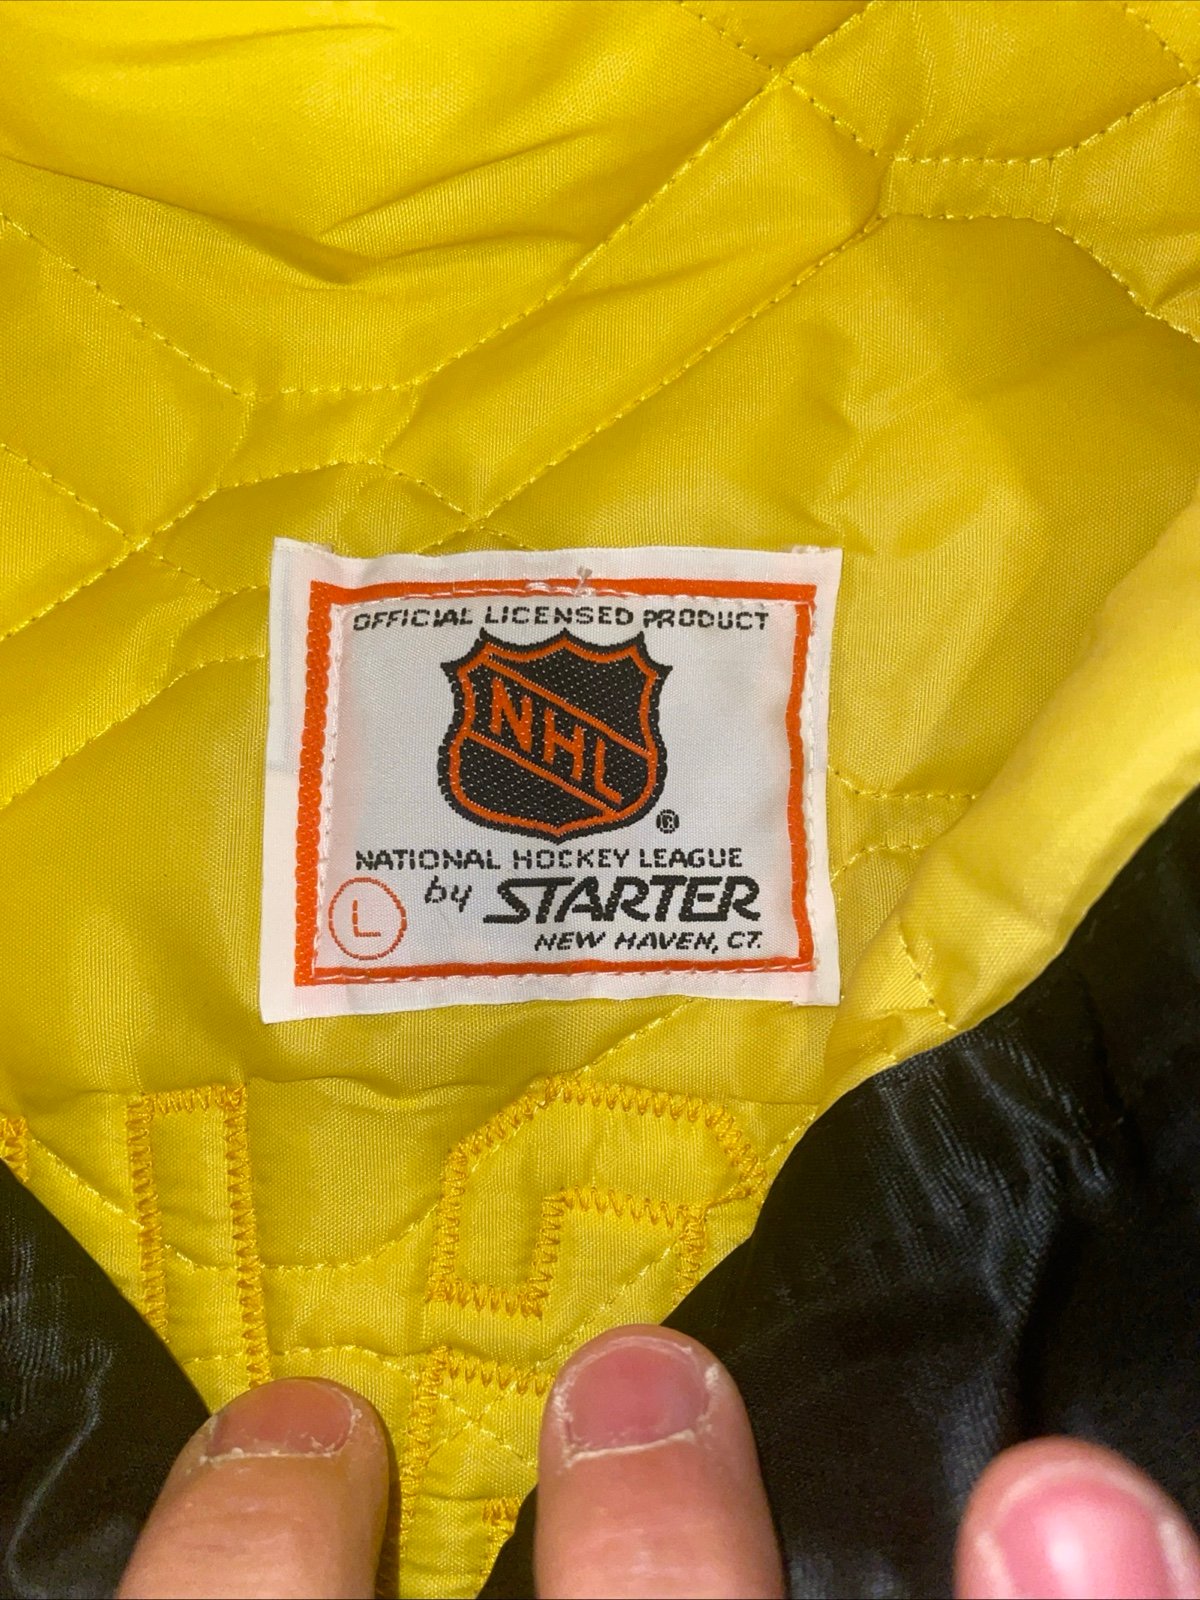 OFFICIAL LICENSED PRODUCT
NHL
®
NATIONAL HOCKEY LEAGUE
L
by STARTER
NEW HAVEN, CT.